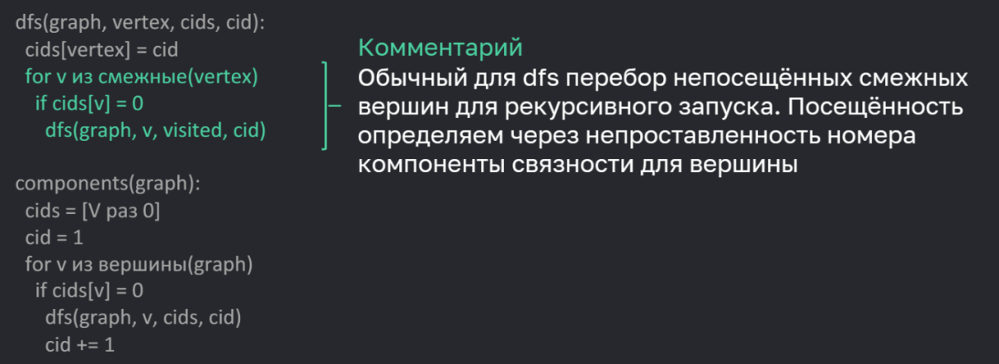 dfs(graph, vertex, cids, cid):
cids[vertex] = cid
for v из смежные(vertex)
if cids[v] = 0
dfs(graph, v, visited, cid)
components(graph):
cids = [V раз 0]
cid = 1
for v из вершины(graph)
if cids[v] = 0
dfs(graph, v, cids, cid)
cid += 1
Комментарий
Обычный для dfs перебор непосещённых смежных
вершин для рекурсивного запуска. Посещённость
определяем через непроставленность номера
компоненты связности для вершины